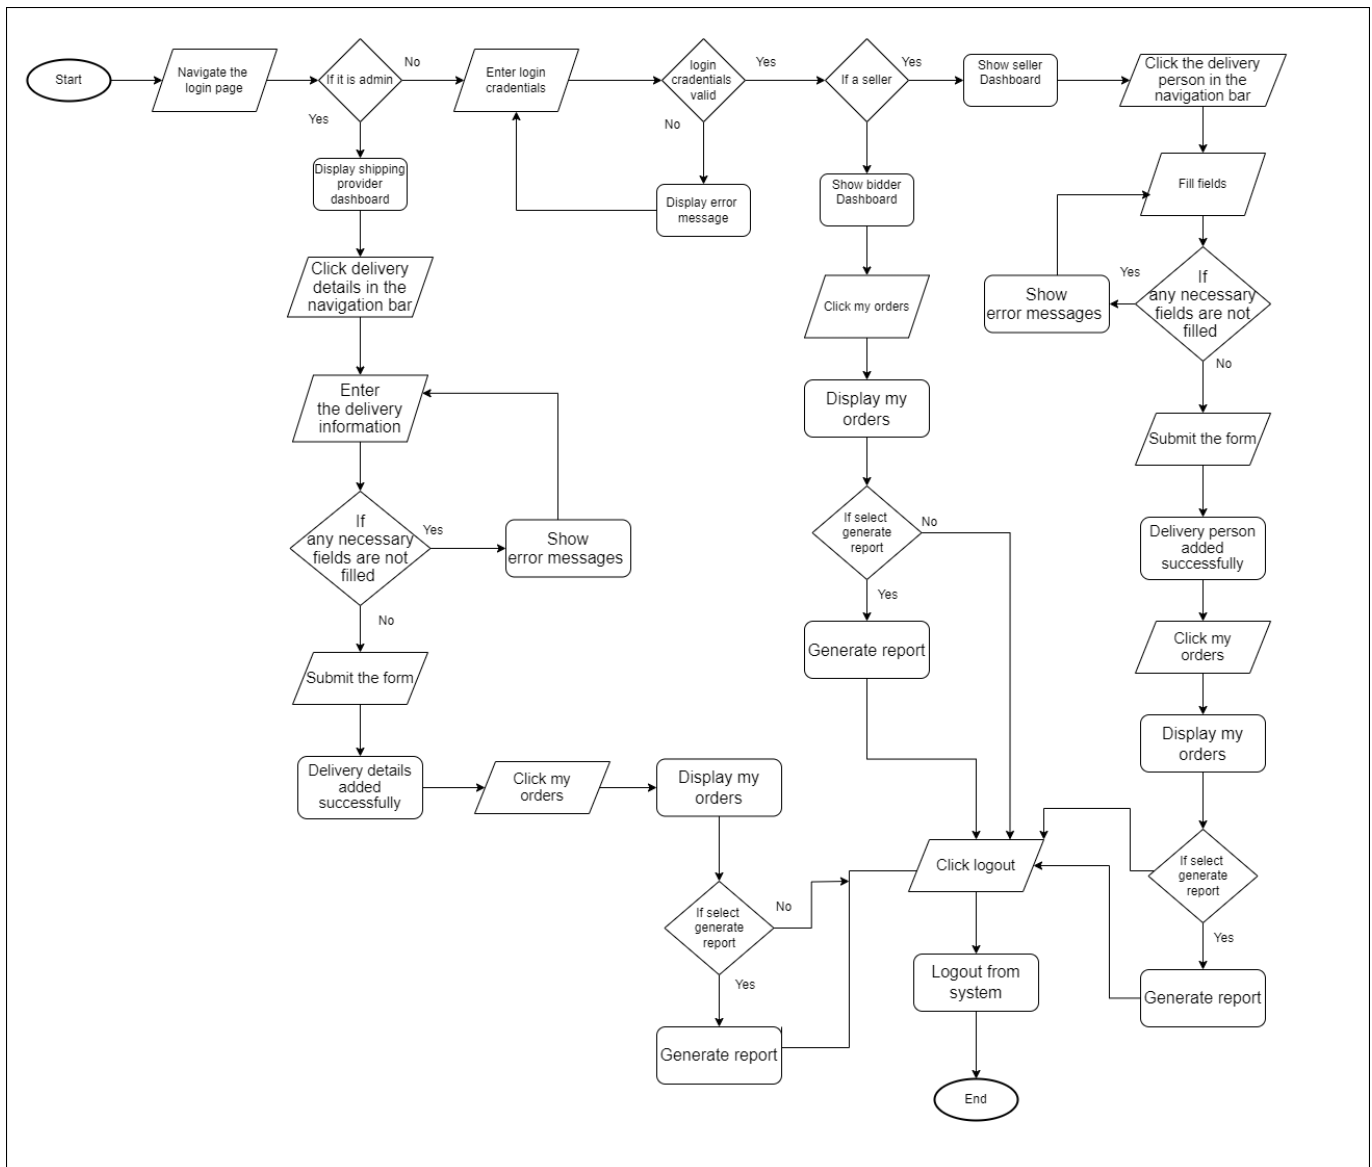 Start
Navigate the
login page
If it is admin
No
Enter login
credentials
login
cradentials
valid
Yes
If a seller
Yes
Show seller
Dashboard
Click the delivery
person in the
navigation bar
Yes
Display shipping
provider
dashboard
No
Display error
message
Show bidder
Dashboard
Fill fields
Click delivery
details in the
navigation bar
Click my orders
Show
error messages
Yes
If
any necessary
fields are not
filled
No
Enter
the delivery
information
Display my
orders
Submit the form
If
any necessary
fields are not
filled
Yes
Show
error messages
No
If select
generate
report
No
Yes
Delivery person
added
successfully
Submit the form
Generate report
Click my
orders
Display my
orders
Delivery details
added
successfully
Click my
orders
Display my
orders
Click logout
If select
generate
report
Yes
If select
generate
report
No
Yes
Logout from
system
Generate report
Generate report
End